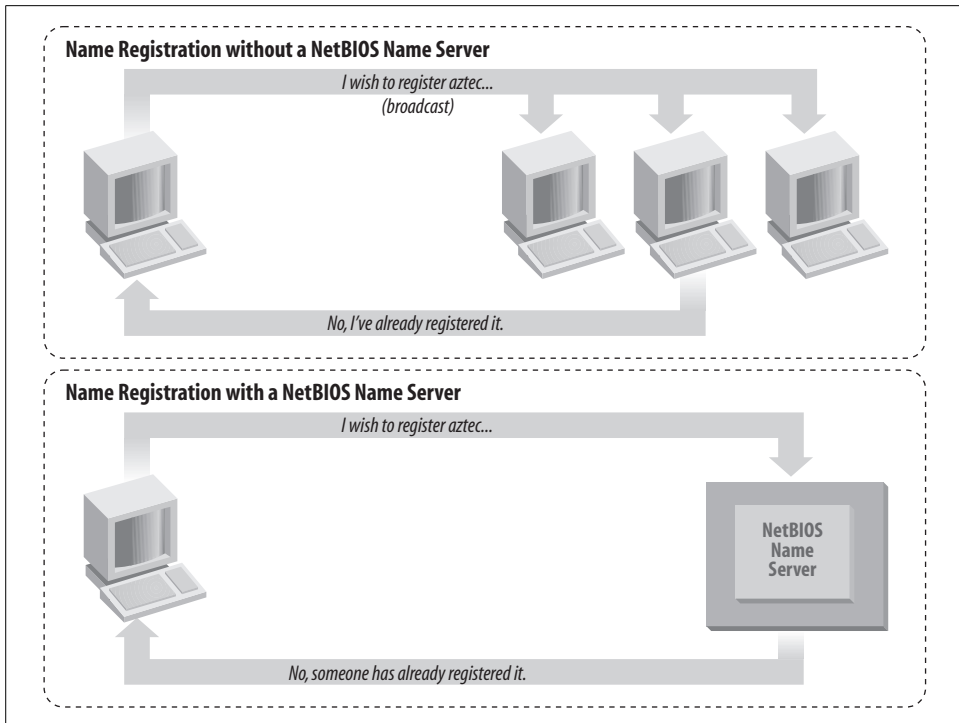 Name Registration without a NetBIOS Name Server
I wish to register aztec...
(broadcast)
No, I've already registered it.
Name Registration with a NetBIOS Name Server
I wish to register aztec...
NetBIOS
Name
Server
No, someone has already registered it.